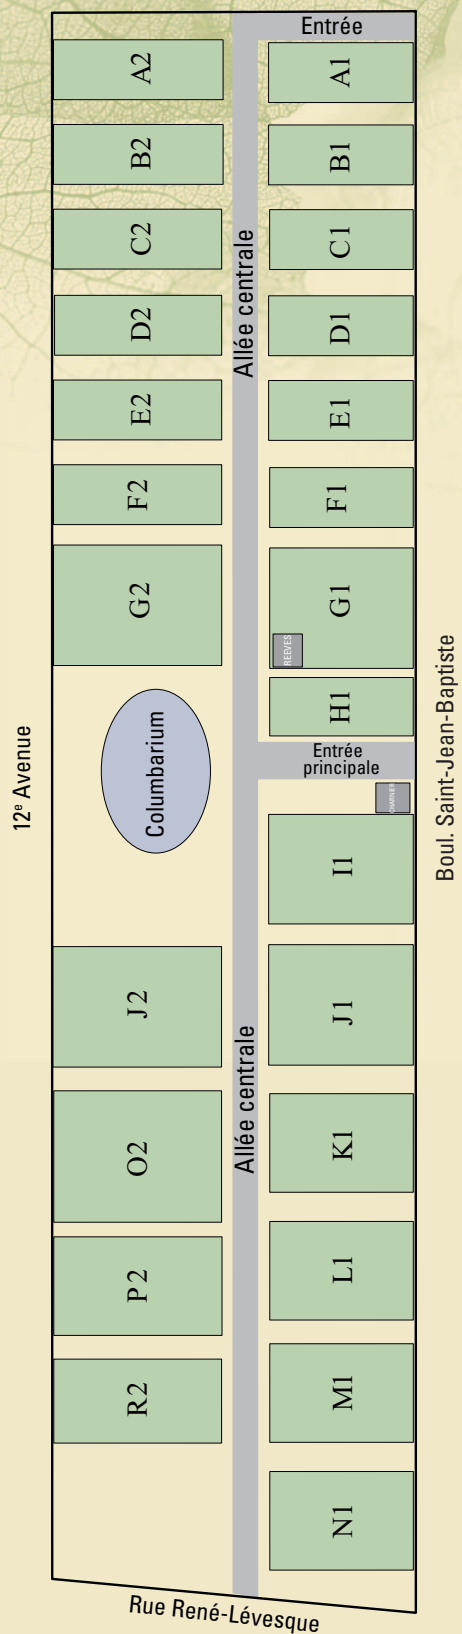 Entrée
A2
A1
B2
B1
C2
C1
Allée centrale
D2
D1
E2
E1
F2
F1
G2
G1
REEVES
H1
12e Avenue
Columbarium
Entrée
principale
Boul. Saint-Jean-Baptiste
CHARNIER
I1
J2
J1
Allée centrale
O2
K1
P2
L1
R2
M1
N1
Rue René-Lévesque